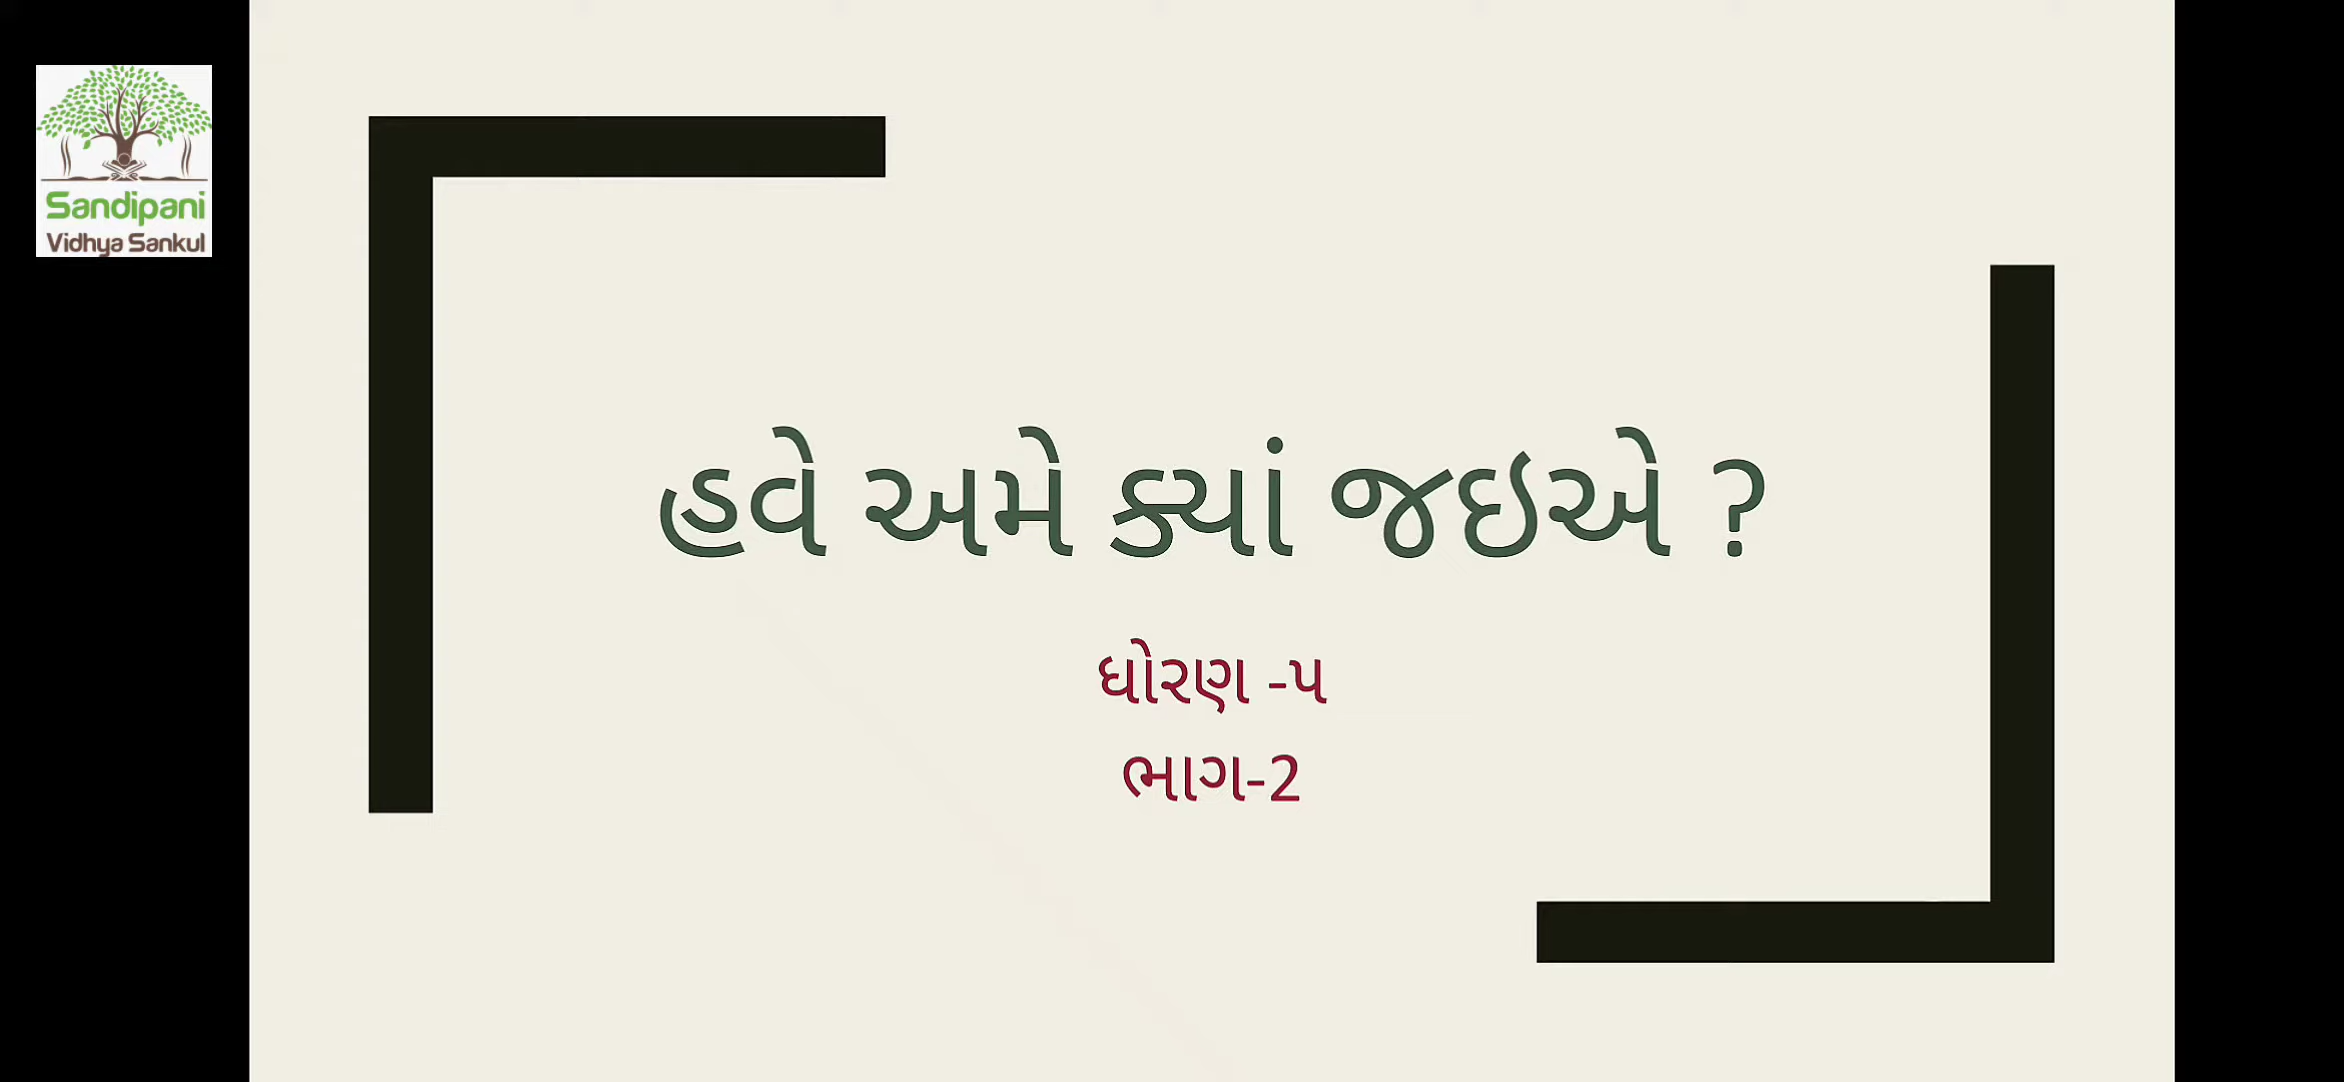 Sandipani
Vidhya Sankul
હવે અમે ક્યાં જઇએ ?
ધોરણ -૫
ભાગ-2